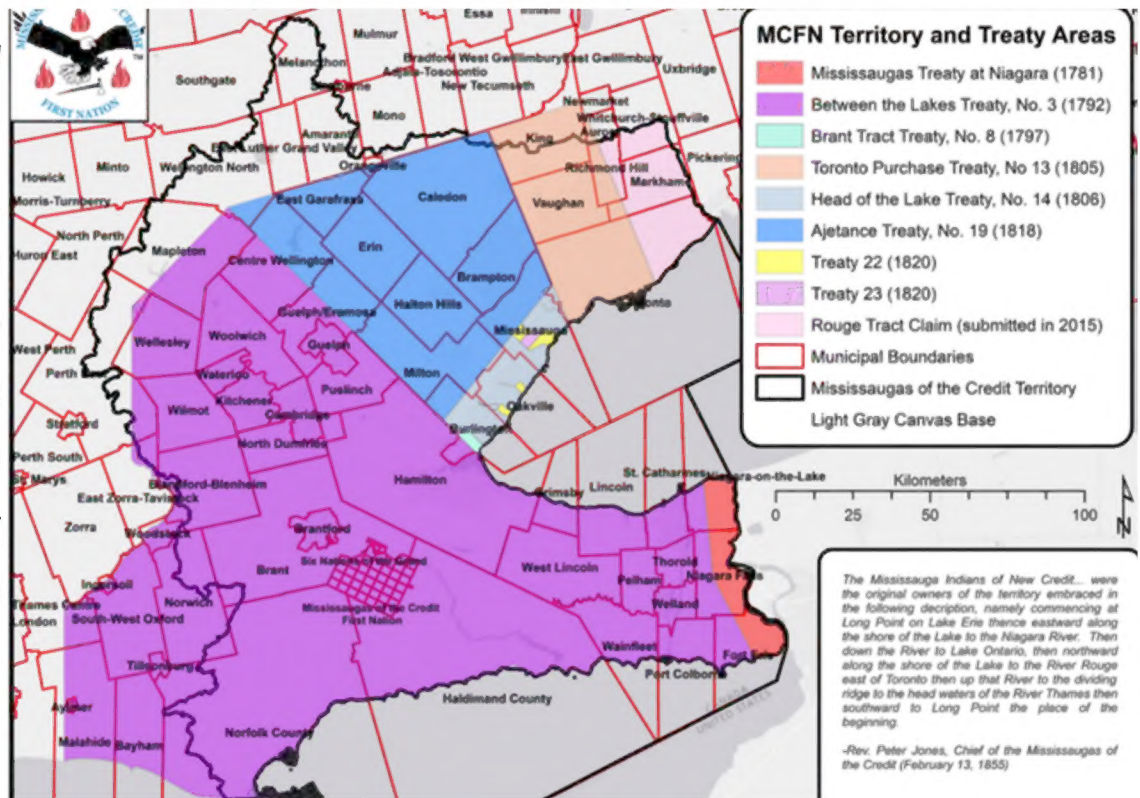 FIRST NATION
MCFN Territory and Treaty Areas
Mississaugas Treaty at Niagara (1781)
Between the Lakes Treaty, No. 3 (1792)
Brant Tract Treaty, No. 8 (1797)
Toronto Purchase Treaty, No 13 (1805)
Head of the Lake Treaty, No. 14 (1806)
Ajetance Treaty, No. 19 (1818)
Treaty 22 (1820)
Treaty 23 (1820)
Rouge Tract Claim (submitted in 2015)
Municipal Boundaries
Mississaugas of the Credit Territory
Light Gray Canvas Base
Kilometers
0 25 50 100
N
Essa
Mulmur
Melancthon
Bradford West Gwillimbury
East Gwillimbury
Adjala-Tosorontio
New Tecumseth
Uxbridge
Southgate
Mono
Newmarket
Whitchurch-Stouffville
Aurora
King
Amaranth
East Luther Grand Valley
Orangeville
Minto
Wellington North
Howick
Morris-Turnberry
Richmond Hill
Pickering
Markham
Caledon
Vaughan
East Garafraxa
North Perth
Huron East
Mapleton
Erin
Centre Wellington
Brampton
Halton Hills
Toronto
Guelph/Eramosa
Mississauga
Woolwich
Wellesley
Guelph
West Perth
Perth
Waterloo
Milton
Puslinch
Kitchener
Wilmot
Cambridge
Oakville
Stratford
Burlington
North Dumfries
Perth South
St. Marys
Hamilton
Blandford-Blenheim
East Zorra-Tavistock
St. Catharines
Niagara-on-the-Lake
Grimsby
Lincoln
Zorra
Woodstock
Brantford
Six Nations of the Grand
Thorold
West Lincoln
Brant
Niagara Falls
Pelham
Ingersoll
Thames Centre
London
Norwich
Mississaugas of the Credit
First Nation
Welland
South-West Oxford
Wainfleet
Fort Erie
Tillsonburg
Port Colborne
Haldimand County
CANADA
UNITED STATES
Aylmer
Norfolk County
Malahide
Bayham
The Mississauga Indians of New Credit... were
the original owners of the territory embraced in
the following decription, namely commencing at
Long Point on Lake Erie thence eastward along
the shore of the Lake to the Niagara River. Then
down the River to Lake Ontario, then northward
along the shore of the Lake to the River Rouge
east of Toronto then up that River to the dividing
ridge to the head waters of the River Thames then
southward to Long Point the place of the
beginning.
-Rev. Peter Jones, Chief of the Mississaugas of
the Credit (February 13, 1855)